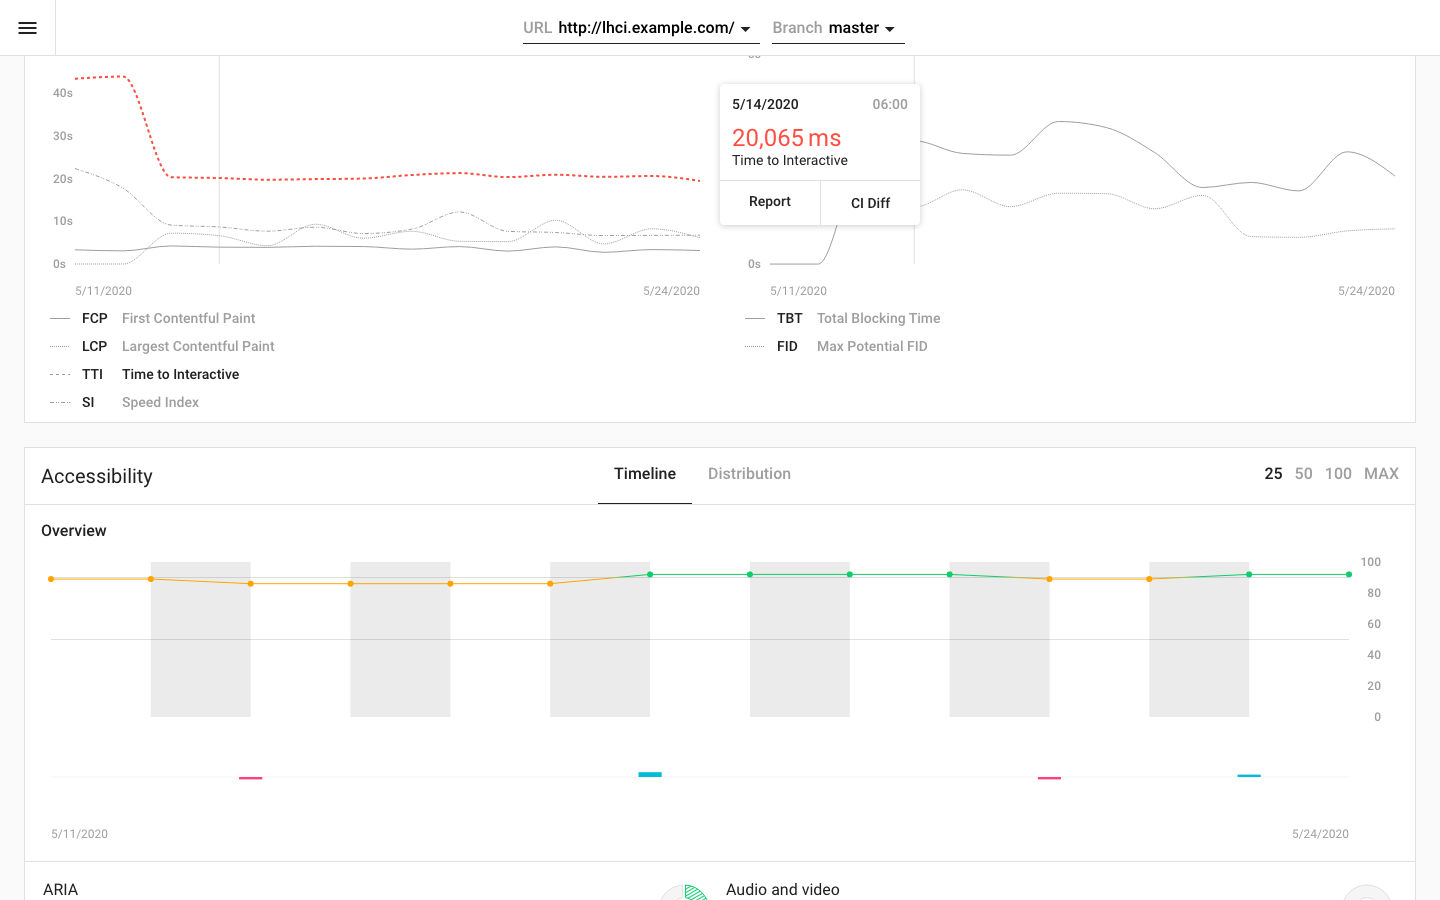 URL http://lhci.example.com/ Branch master
40s
30s
20s
10s
0s
5/11/2020 5/24/2020
FCP First Contentful Paint
LCP Largest Contentful Paint
TTI Time to Interactive
SI Speed Index
5/14/2020 06:00
20,065 ms
Time to Interactive
Report CI Diff
0s
5/11/2020 5/24/2020
TBT Total Blocking Time
FID Max Potential FID
Accessibility Timeline Distribution 25 50 100 MAX
Overview
100
80
60
40
20
0
5/11/2020 5/24/2020
ARIA Audio and video